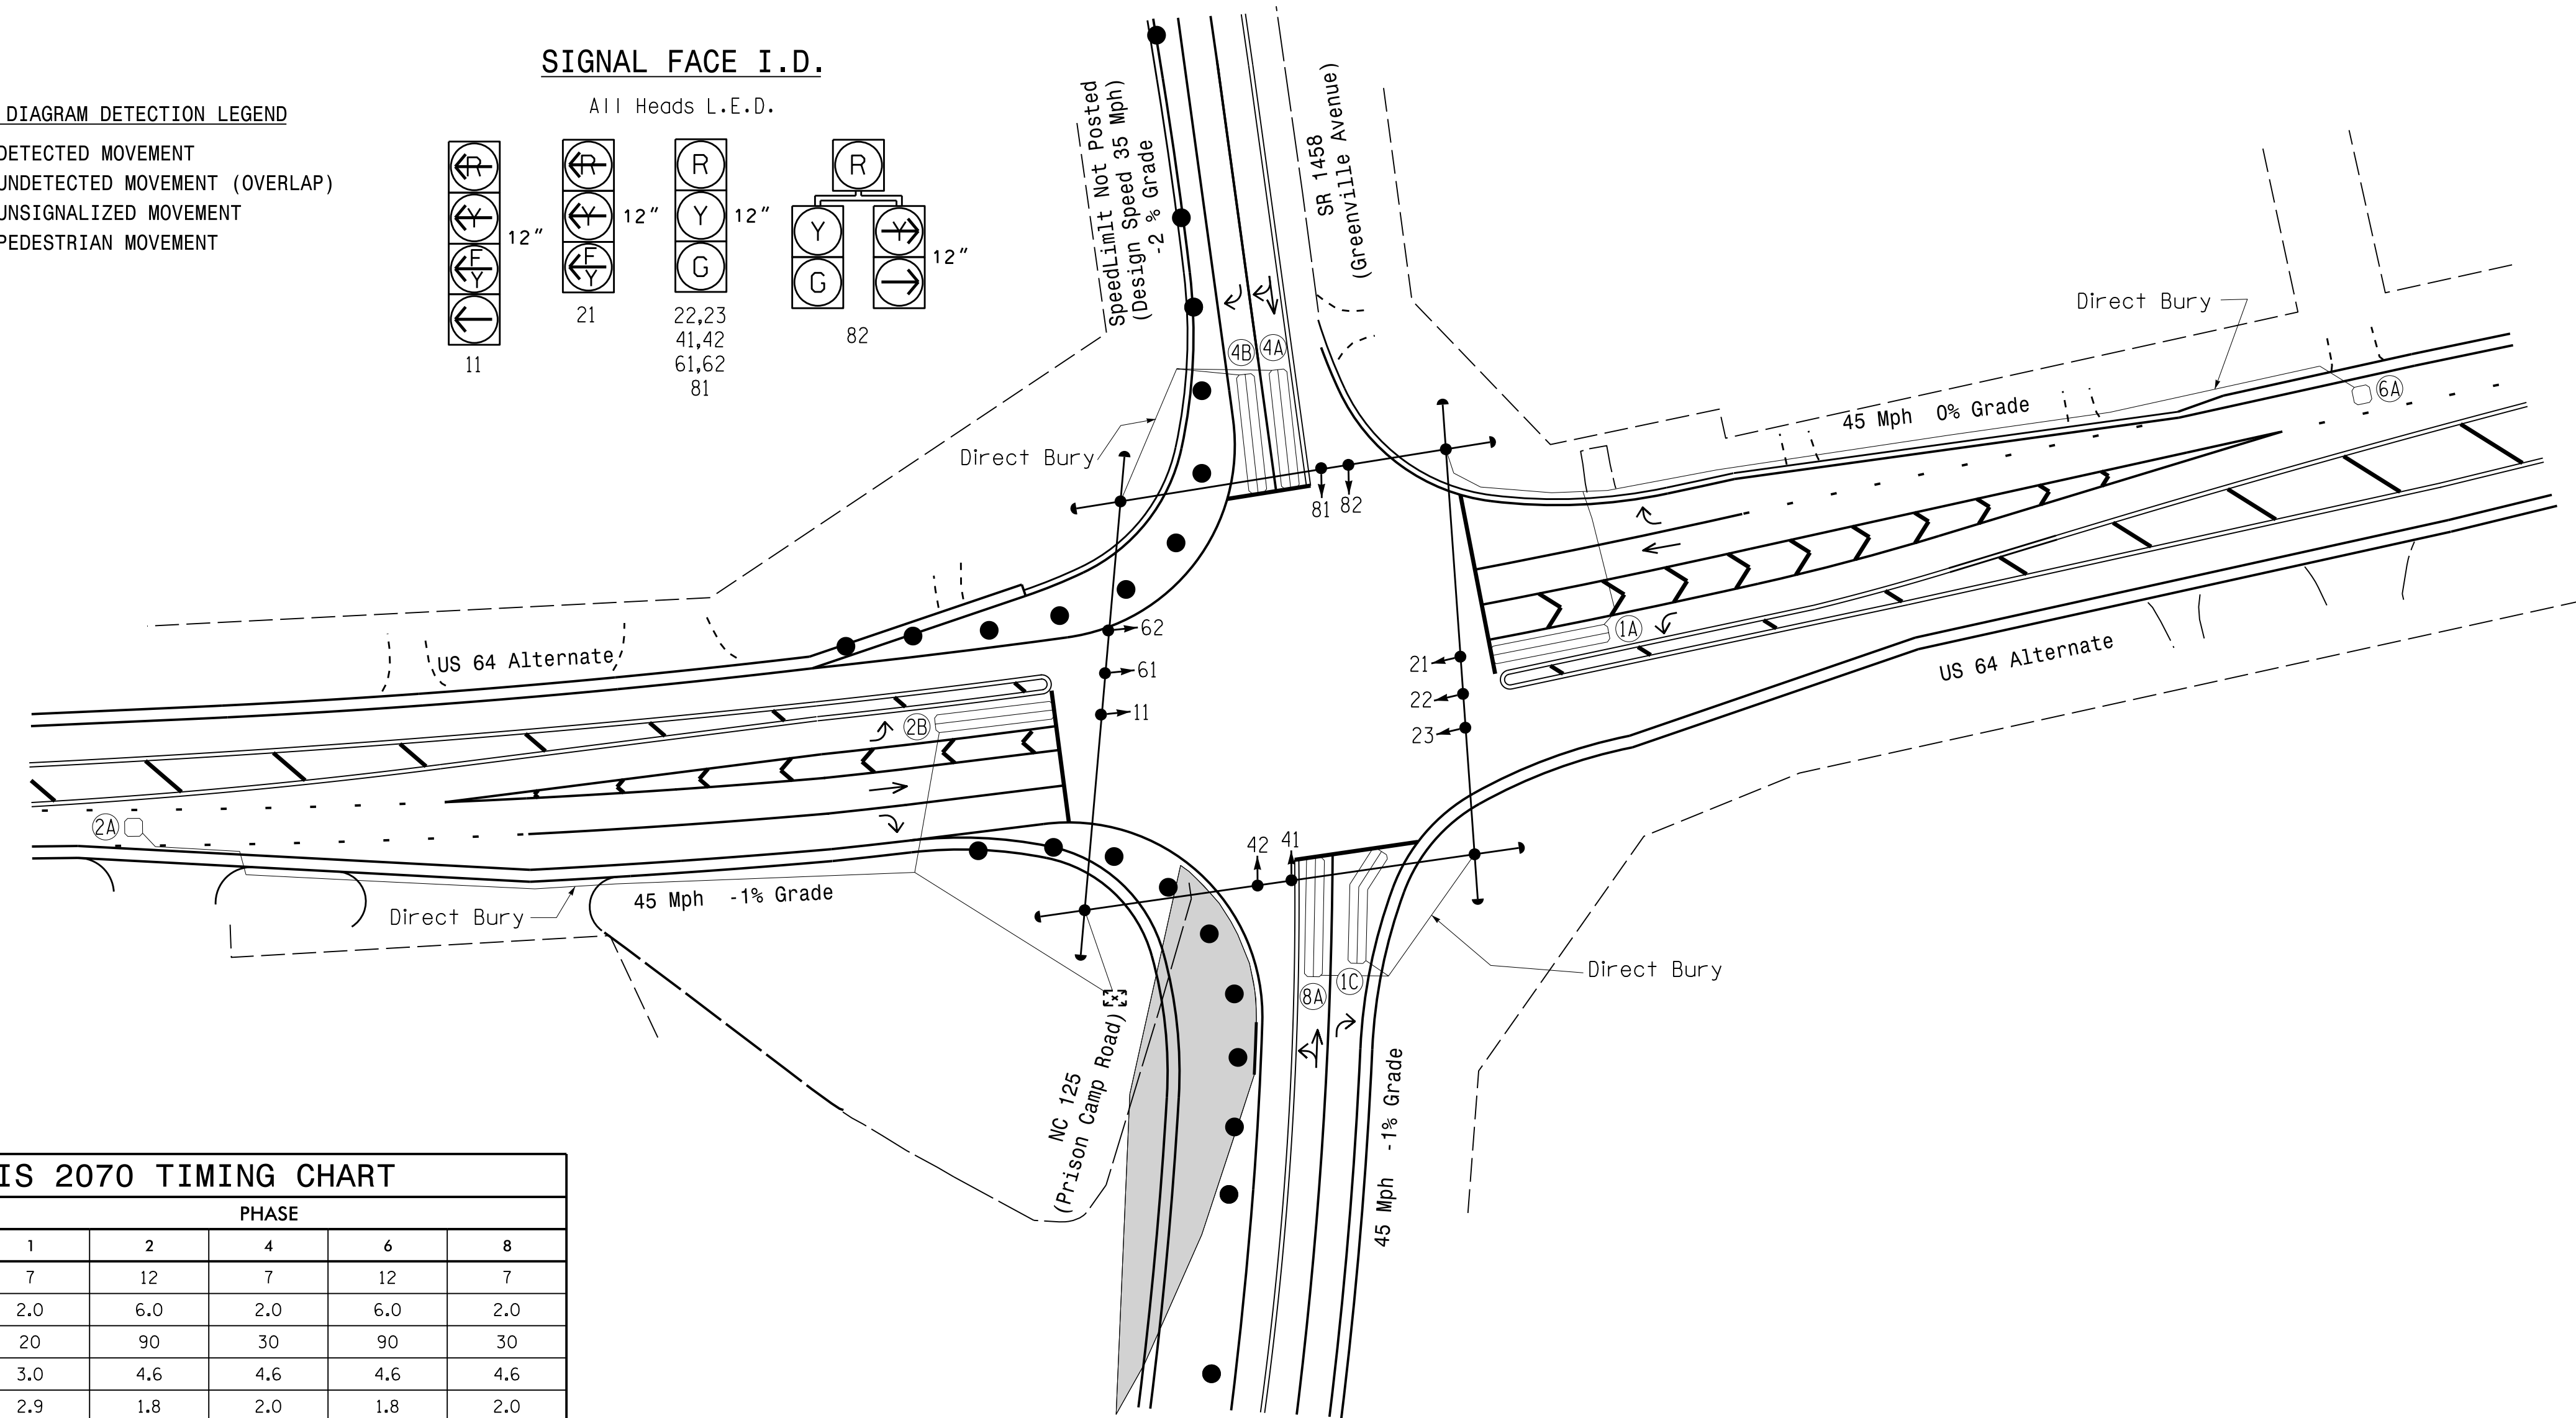 SIGNAL FACE I.D.
All Heads L.E.D.
DIAGRAM DETECTION LEGEND
DETECTED MOVEMENT
UNDETECTED MOVEMENT (OVERLAP)
UNSIGNALIZED MOVEMENT
PEDESTRIAN MOVEMENT
R
Y
F
Y
12"
11
R
Y
F
Y
12"
21
R
Y
G
12"
22,23
41,42
61,62
81
R
Y
Y
G
12"
82
SpeedLimit Not Posted
(Design Speed 35 Mph)
-2 % Grade
SR 1458
(Greenville Avenue)
4B
4A
Direct Bury
81
82
Direct Bury
6A
45 Mph 0% Grade
1A
US 64 Alternate
62
61
11
21
22
23
US 64 Alternate
2B
2A
45 Mph -1% Grade
Direct Bury
42
41
8A
1C
Direct Bury
NC 125
(Prison Camp Road)
45 Mph -1% Grade
IS 2070 TIMING CHART
PHASE
1 2 4 6 8
7 12 7 12 7
2.0 6.0 2.0 6.0 2.0
20 90 30 90 30
3.0 4.6 4.6 4.6 4.6
2.9 1.8 2.0 1.8 2.0